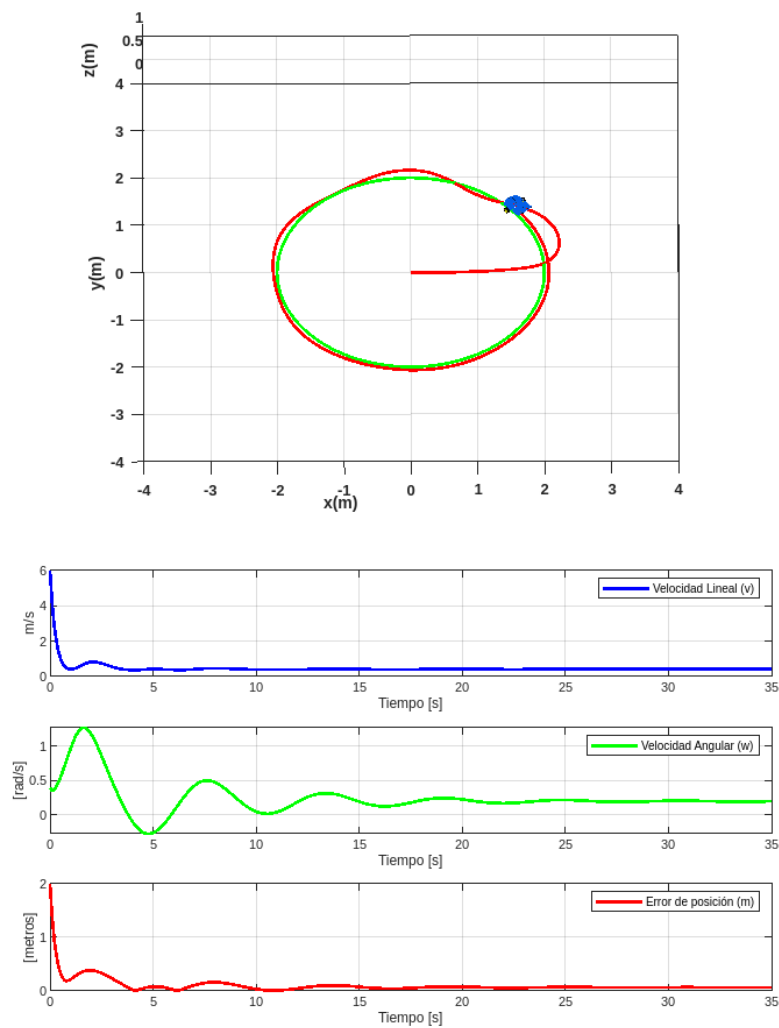 1
0.5
0
z(m)
4
3
2
1
0
-1
-2
-3
-4
y(m)
-4 -3 -2 -1 0 1 2 3 4
x(m)
6
4
2
0
m/s
Velocidad Lineal (v)
0 5 10 15 20 25 30 35
Tiempo [s]
1
0.5
0
[rad/s]
Velocidad Angular (w)
0 5 10 15 20 25 30 35
Tiempo [s]
2
1
0
[metros]
Error de posición (m)
0 5 10 15 20 25 30 35
Tiempo [s]